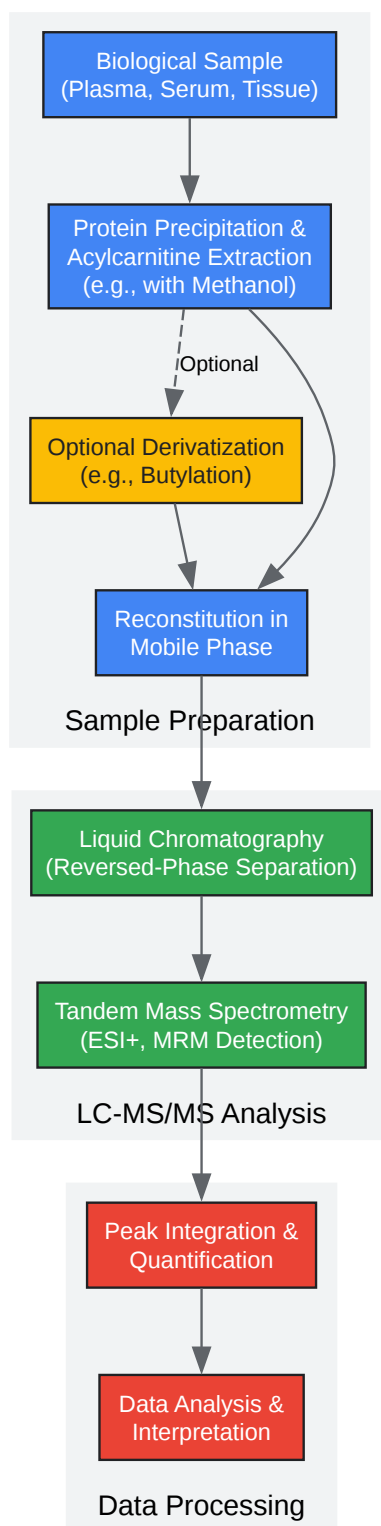 Biological Sample
(Plasma, Serum, Tissue)
Protein Precipitation &
Acylcarnitine Extraction
(e.g., with Methanol)
Optional
Optional Derivatization
(e.g., Butylation)
Reconstitution in
Mobile Phase
Sample Preparation
Liquid Chromatography
(Reversed-Phase Separation)
Tandem Mass Spectrometry
(ESI+, MRM Detection)
LC-MS/MS Analysis
Peak Integration &
Quantification
Data Analysis &
Interpretation
Data Processing